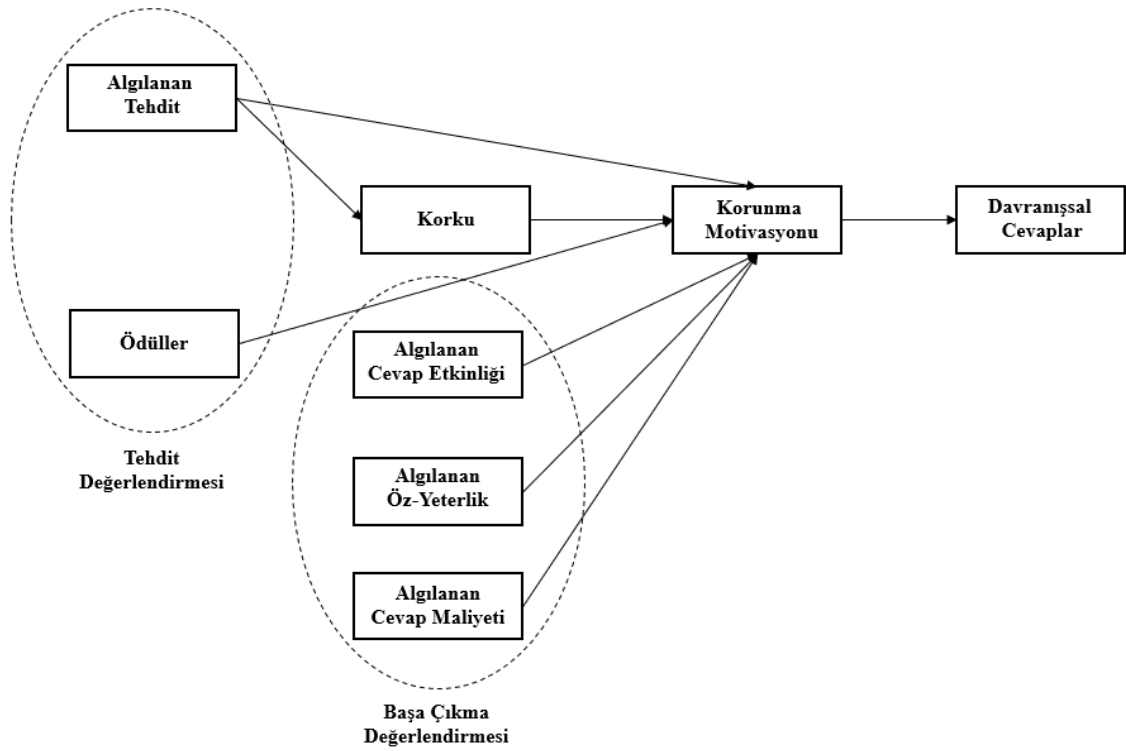 Algılanan
Tehdit
Korku
Korunma
Motivasyonu
Davranışsal
Cevaplar
Ödüller
Algılanan
Cevap Etkinliği
Tehdit
Değerlendirmesi
Algılanan
Öz-Yeterlik
Algılanan
Cevap Maliyeti
Başa Çıkma
Değerlendirmesi